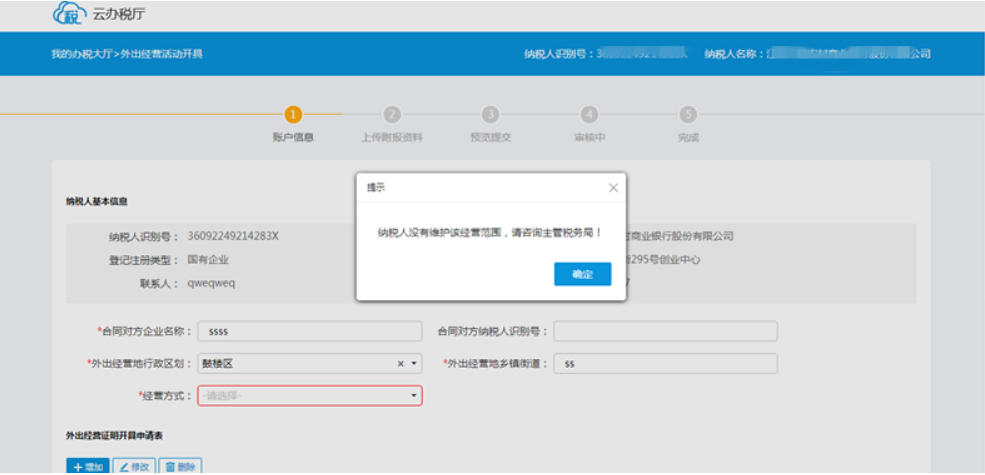 税 云办税厅
我的办税大厅>外出经营活动开具 纳税人识别号：3 纳税人名称： 公司
1 2 3 4 5
账户信息 上传附报资料 预览提交 审核中 完成
提示
纳税人没有维护该经营范围，请咨询主管税务局！
确定
纳税人基本信息
纳税人识别号： 36092249214283X 商业银行股份有限公司
登记注册类型： 国有企业 295号创业中心
联系人： qweqweq 7
*合同对方企业名称： ssss 合同对方纳税人识别号：
*外出经营地行政区划： 鼓楼区 *外出经营地乡镇街道： ss
*经营方式： -请选择-
外出经营证明开具申请表
增加 修改 删除